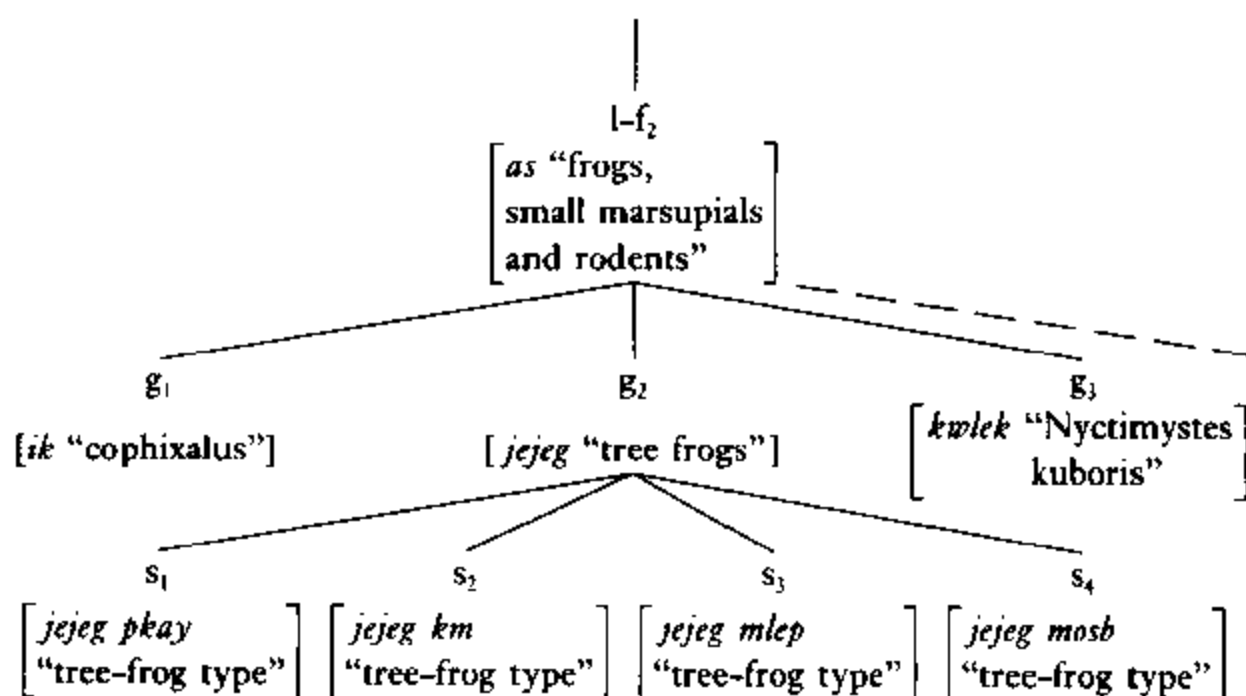 l–f₂
as “frogs,
small marsupials
and rodents”
g₁ g₂ g₃
[ik “cophixalus”] [jejeg “tree frogs”] kwlek “Nyctimystes
kuboris”
s₁ s₂ s₃ s₄
jejeg pkay jejeg km jejeg mlep jejeg mosb
“tree–frog type” “tree–frog type” “tree–frog type” “tree–frog type”